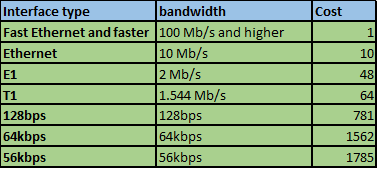 Interface type bandwidth Cost
Fast Ethernet and faster 100 Mb/s and higher 1
Ethernet 10 Mb/s 10
E1 2 Mb/s 48
T1 1.544 Mb/s 64
128bps 128bps 781
64kbps 64kbps 1562
56kbps 56kbps 1785